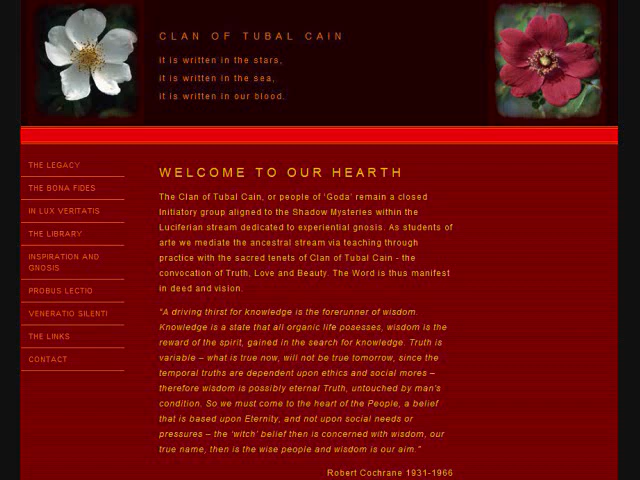 CLAN OF TUBAL CAIN
it is written in the stars,
it is written in the sea,
it is written in our blood.
THE LEGACY
THE BONA FIDES
IN LUX VERITATIS
THE LIBRARY
INSPIRATION AND
GNOSIS
PROBUS LECTIO
VENERATIO SILENTI
THE LINKS
CONTACT
WELCOME TO OUR HEARTH
The Clan of Tubal Cain, or people of ‘Goda’ remain a closed
Initiatory group aligned to the Shadow Mysteries within the
Luciferian stream dedicated to experiential gnosis. As students of
arte we mediate the ancestral stream via teaching through
practice with the sacred tenets of Clan of Tubal Cain - the
convocation of Truth, Love and Beauty. The Word is thus manifest
in deed and vision.
"A driving thirst for knowledge is the forerunner of wisdom.
Knowledge is a state that all organic life posesses, wisdom is the
reward of the spirit, gained in the search for knowledge. Truth is
variable – what is true now, will not be true tomorrow, since the
temporal truths are dependent upon ethics and social mores –
therefore wisdom is possibly eternal Truth, untouched by man’s
condition. So we must come to the heart of the People, a belief
that is based upon Eternity, and not upon social needs or
pressures – the ‘witch’ belief then is concerned with wisdom, our
true name, then is the wise people and wisdom is our aim."
Robert Cochrane 1931-1966